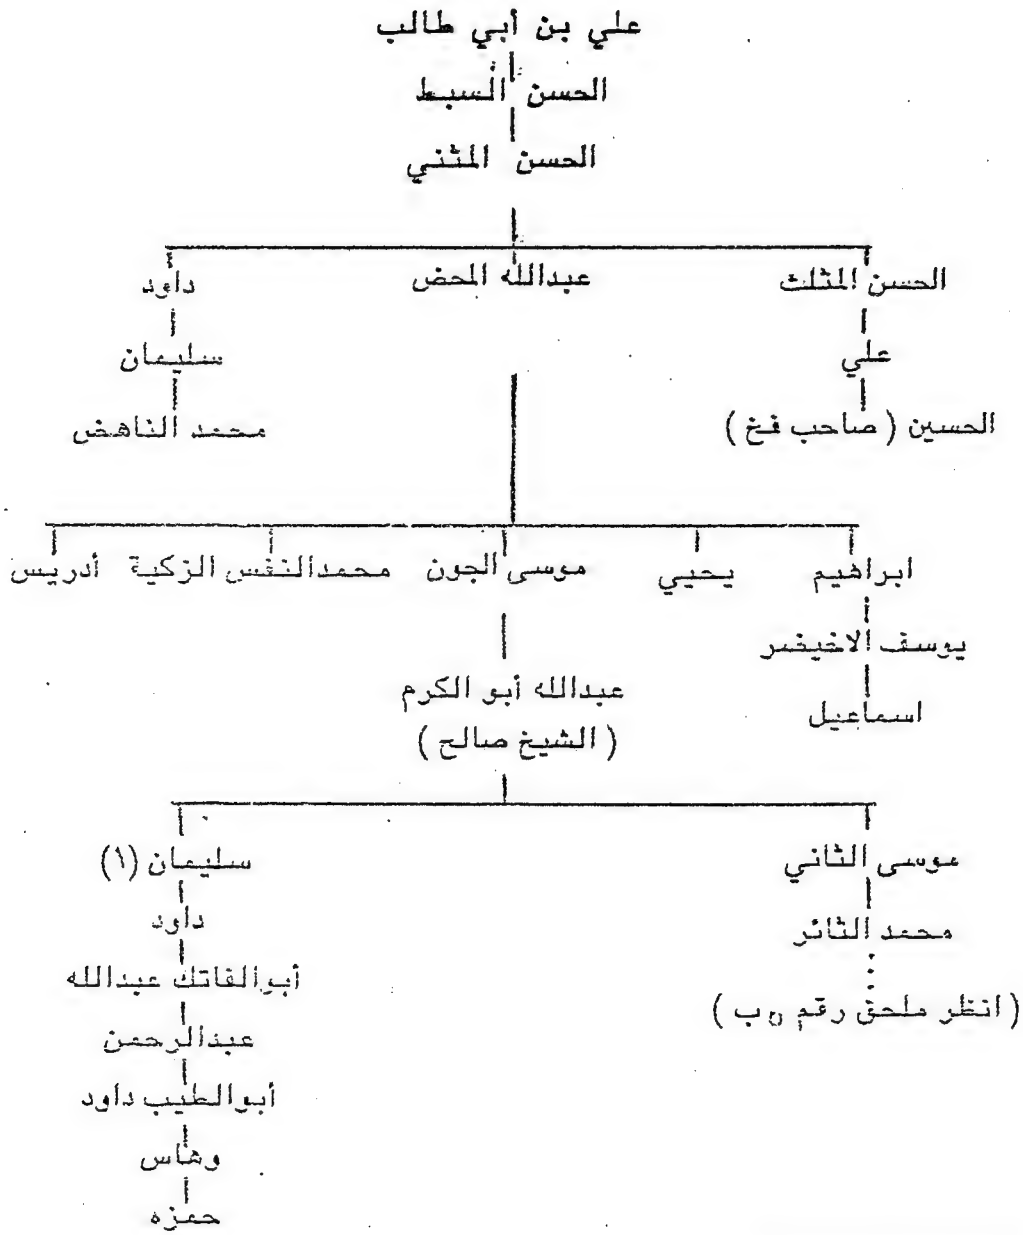 علي بن أبي طالب
الحسن السبط
الحسن المثني
الحسن المثلث عبدالله المحض داود
علي سليمان
الحسين (صاحب فخ) محمد الناهض
ابراهيم يحيي موسى الجون محمدالنفس الزكية أدريس
يوسف الاخيضر
عبدالله أبو الكرم
اسماعيل
(الشيخ صالح)
موسى الثاني سليمان (١)
محمد الثائر داود
أبوالفاتك عبدالله
(انظر ملحق رقم ب)
عبدالرحمن
أبوالطيب داود
وهاس
حمزه